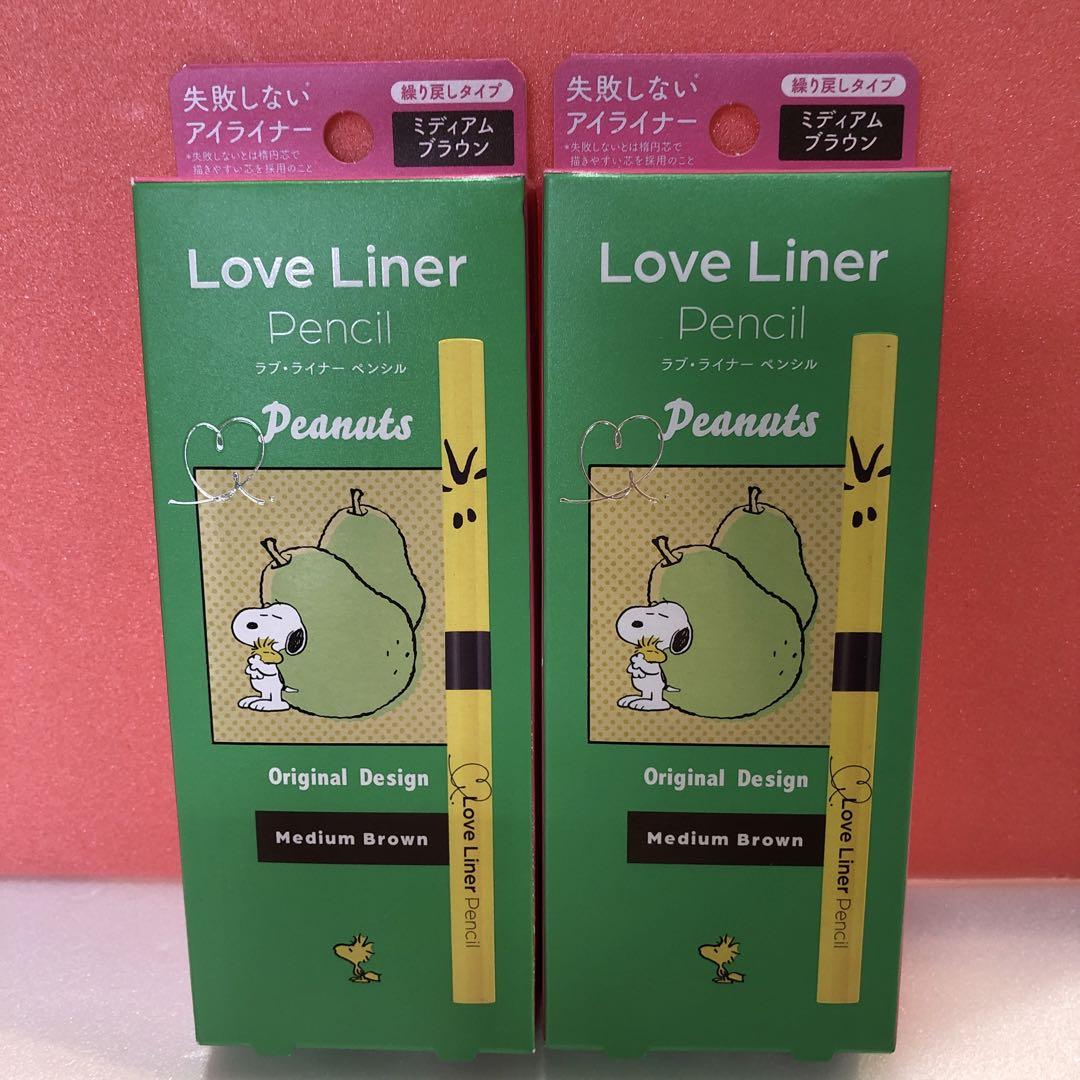 失敗しない*
アイライナー
*失敗しないとは楕円芯で
描きやすい芯を採用のこと
繰り戻しタイプ
ミディアム
ブラウン
Love Liner
Pencil
ラブ・ライナー ペンシル
Peanuts
Original Design
Medium Brown
Love Liner Pencil
失敗しない*
アイライナー
*失敗しないとは楕円芯で
描きやすい芯を採用のこと
繰り戻しタイプ
ミディアム
ブラウン
Love Liner
Pencil
ラブ・ライナー ペンシル
Peanuts
Original Design
Medium Brown
Love Liner Pencil